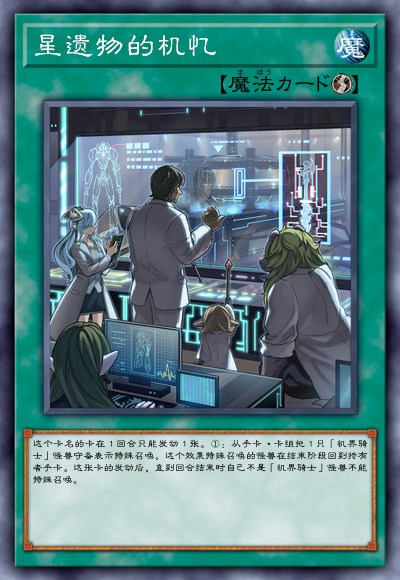 星遗物的机忆
魔
【魔法カード】
まほう
这个卡名的卡在1回合只能发动1张。①：从手卡·卡组把1只「机界骑
士」怪兽守备表示特殊召唤。这个效果特殊召唤的怪兽在结束阶段回到持有
者手卡。这张卡的发动后，直到回合结束时自己不是「机界骑士」怪兽不能
特殊召唤。